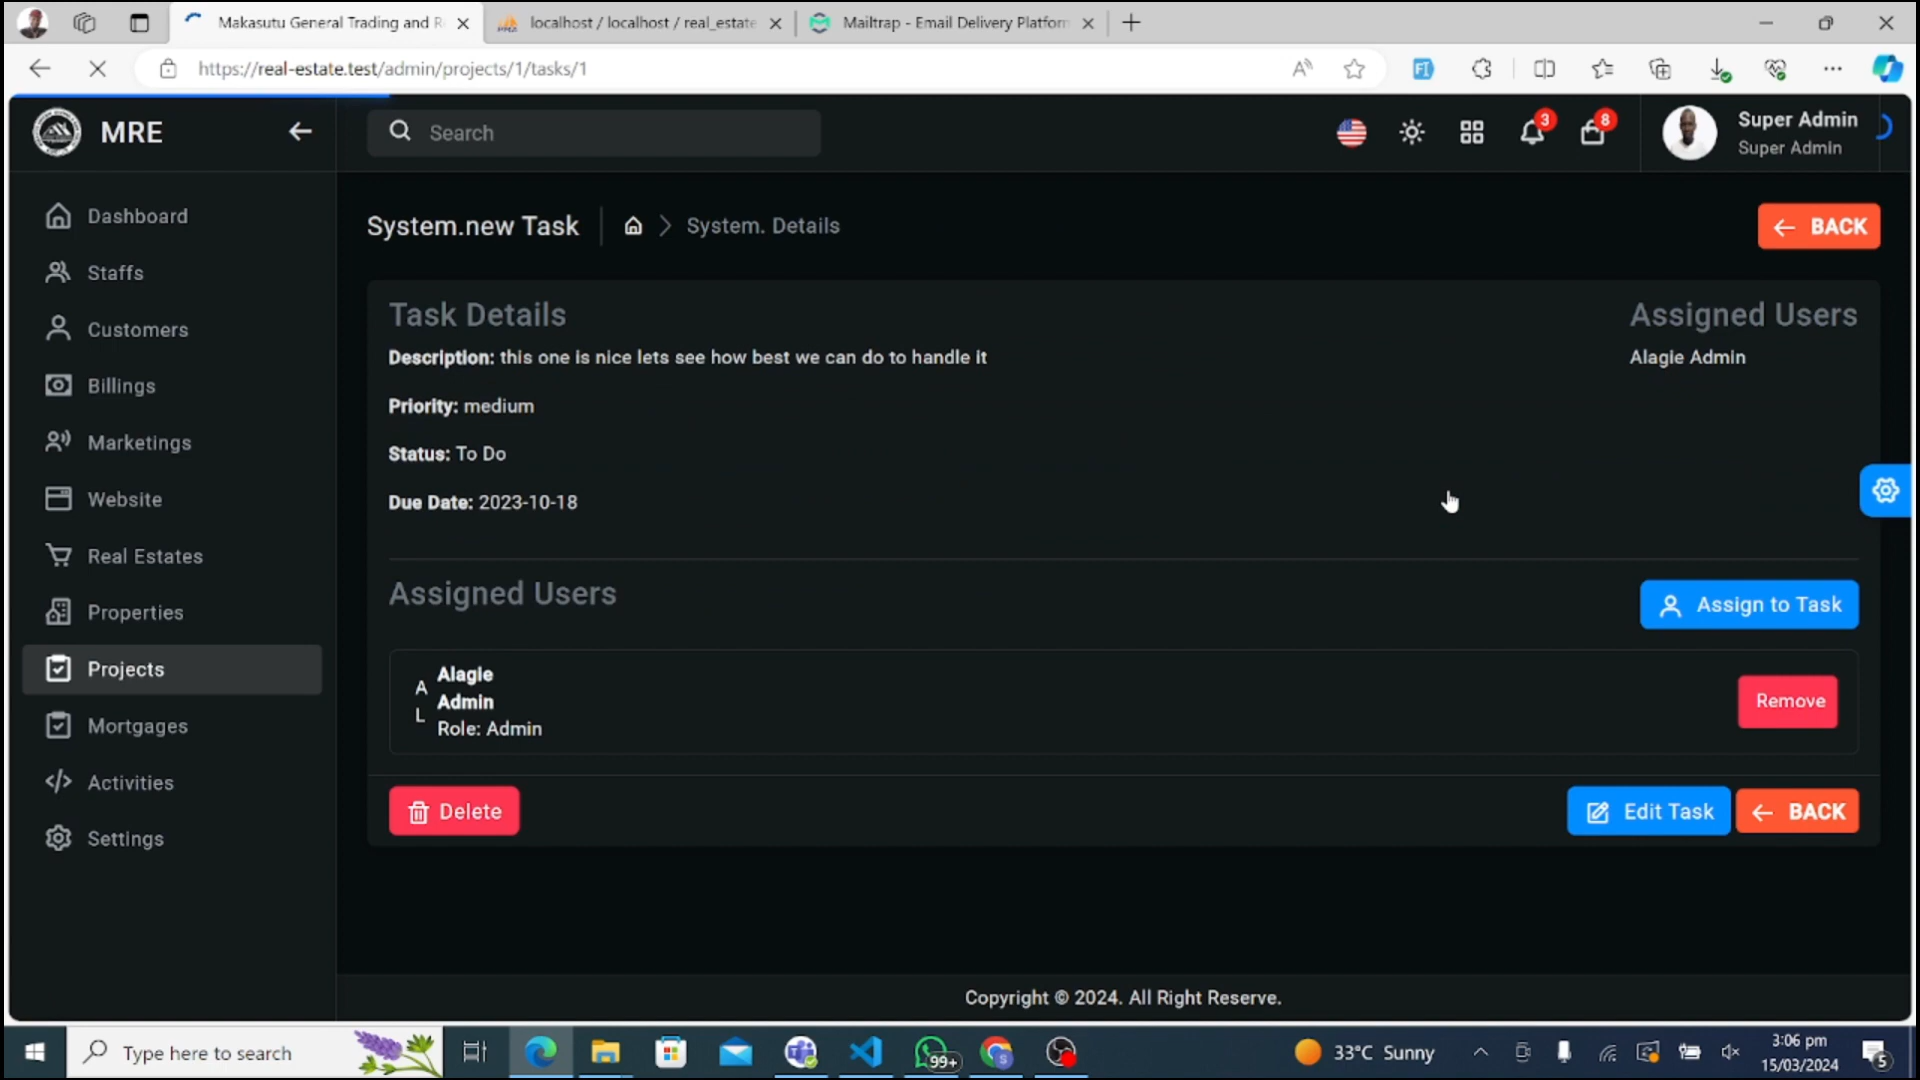 Makasutu General Trading and R
localhost / localhost / real_estate
Mailtrap - Email Delivery Platform
https://real-estate.test/admin/projects/1/tasks/1
MRE
Search
3
8
Super Admin
Super Admin
Dashboard
Staffs
Customers
Billings
Marketings
Website
Real Estates
Properties
Projects
Mortgages
Activities
Settings
System.new Task
System. Details
BACK
Task Details
Assigned Users
Description: this one is nice lets see how best we can do to handle it
Alagie Admin
Priority: medium
Status: To Do
Due Date: 2023-10-18
Assigned Users
Assign to Task
A
L
Alagie
Admin
Role: Admin
Remove
Delete
Edit Task
BACK
Copyright © 2024. All Right Reserve.
Type here to search
99+
33°C Sunny
3:06 pm
15/03/2024
5